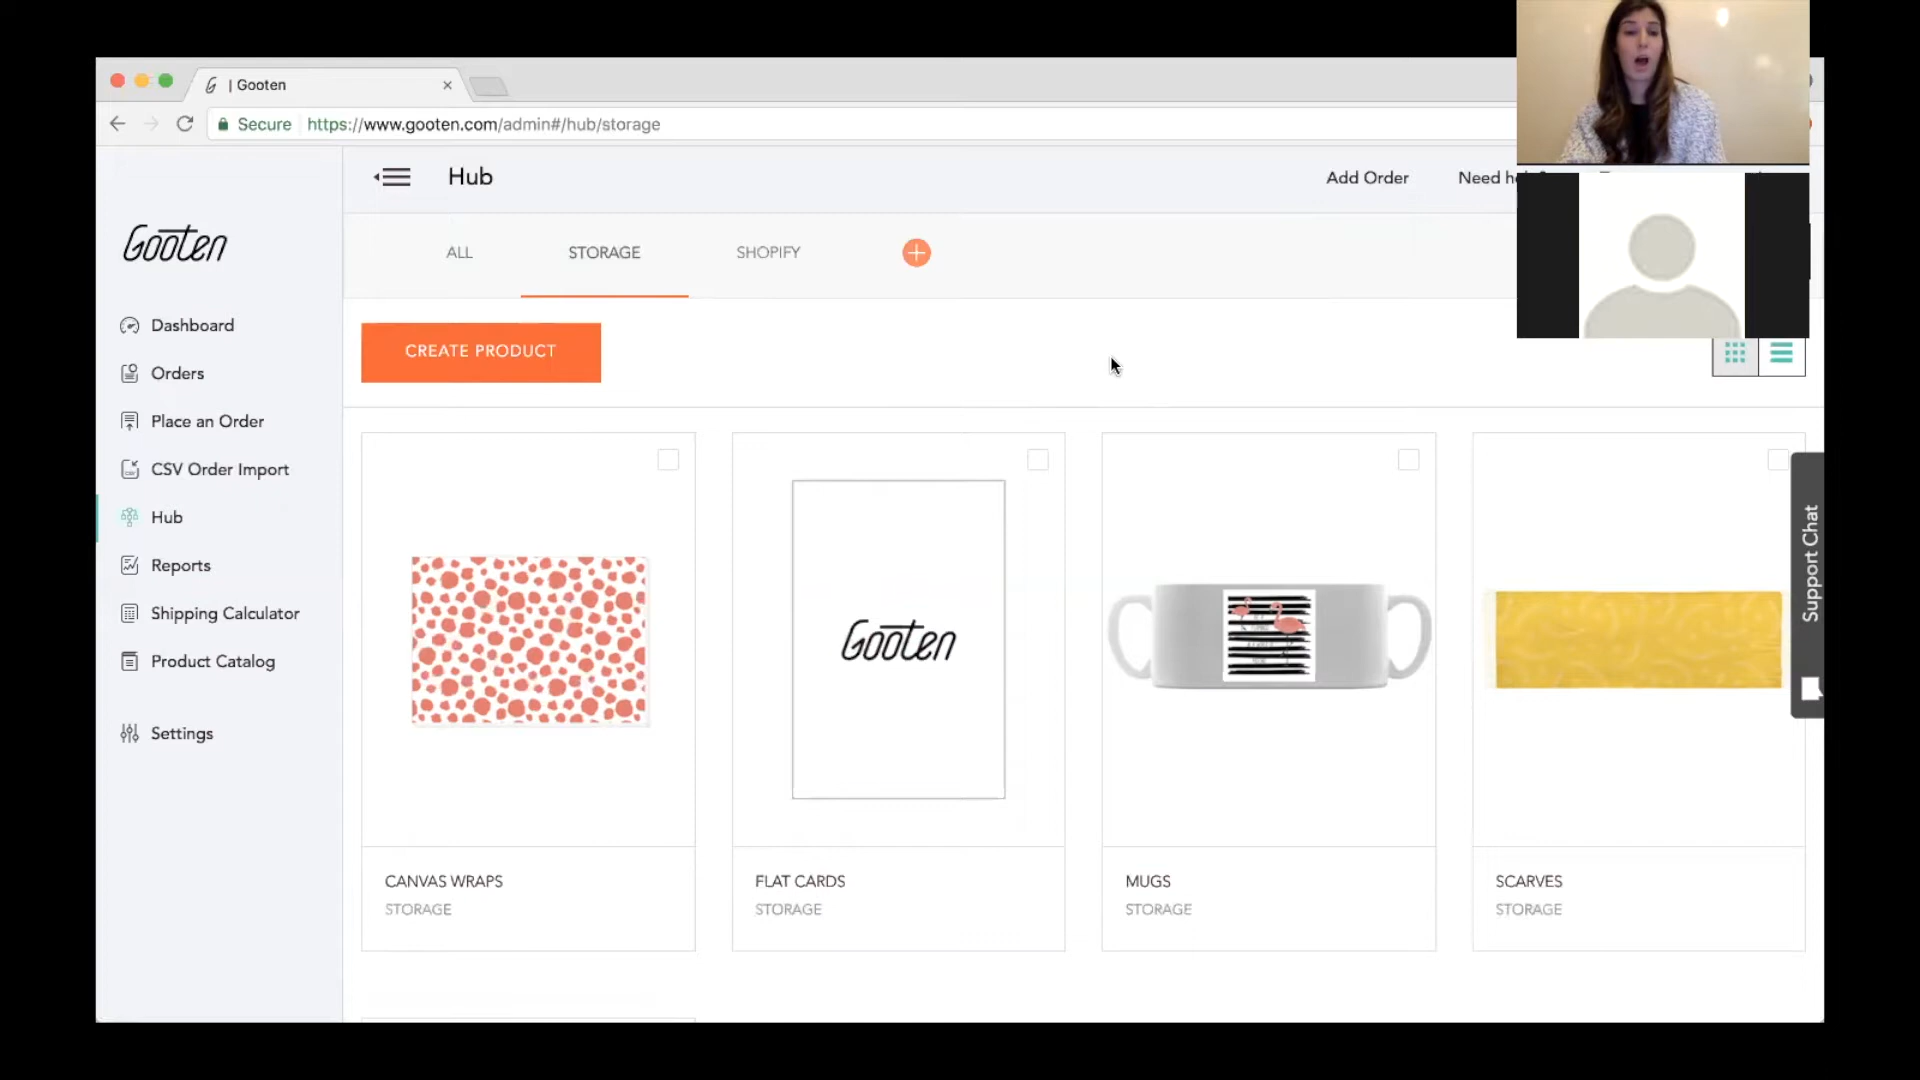 | Gooten
Secure https://www.gooten.com/admin#/hub/storage
Hub
Add Order
Need
Gooten
ALL
STORAGE
SHOPIFY
Dashboard
Orders
Place an Order
CSV Order Import
Hub
Reports
Shipping Calculator
Product Catalog
Settings
CREATE PRODUCT
Gooten
Support Chat
CANVAS WRAPS
STORAGE
FLAT CARDS
STORAGE
MUGS
STORAGE
SCARVES
STORAGE